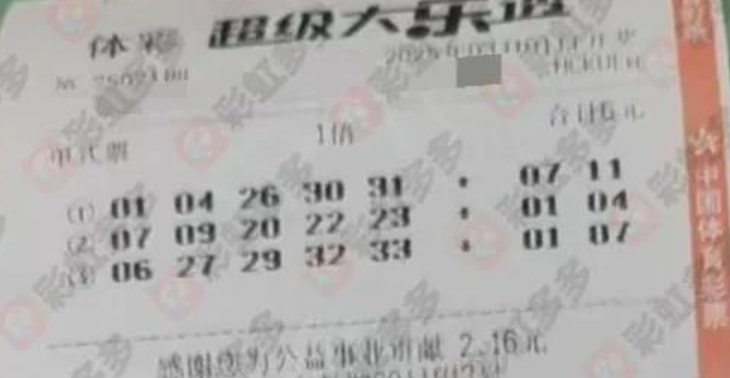 体彩 超级大乐透
单式票 1倍 合计6元
(1) 01 04 26 30 31 + 07 11
(2) 07 09 20 22 23 + 01 04
(3) 06 27 29 32 33 + 01 07
感谢您为公益事业贡献 2.16元
中国体育彩票
彩虹多多